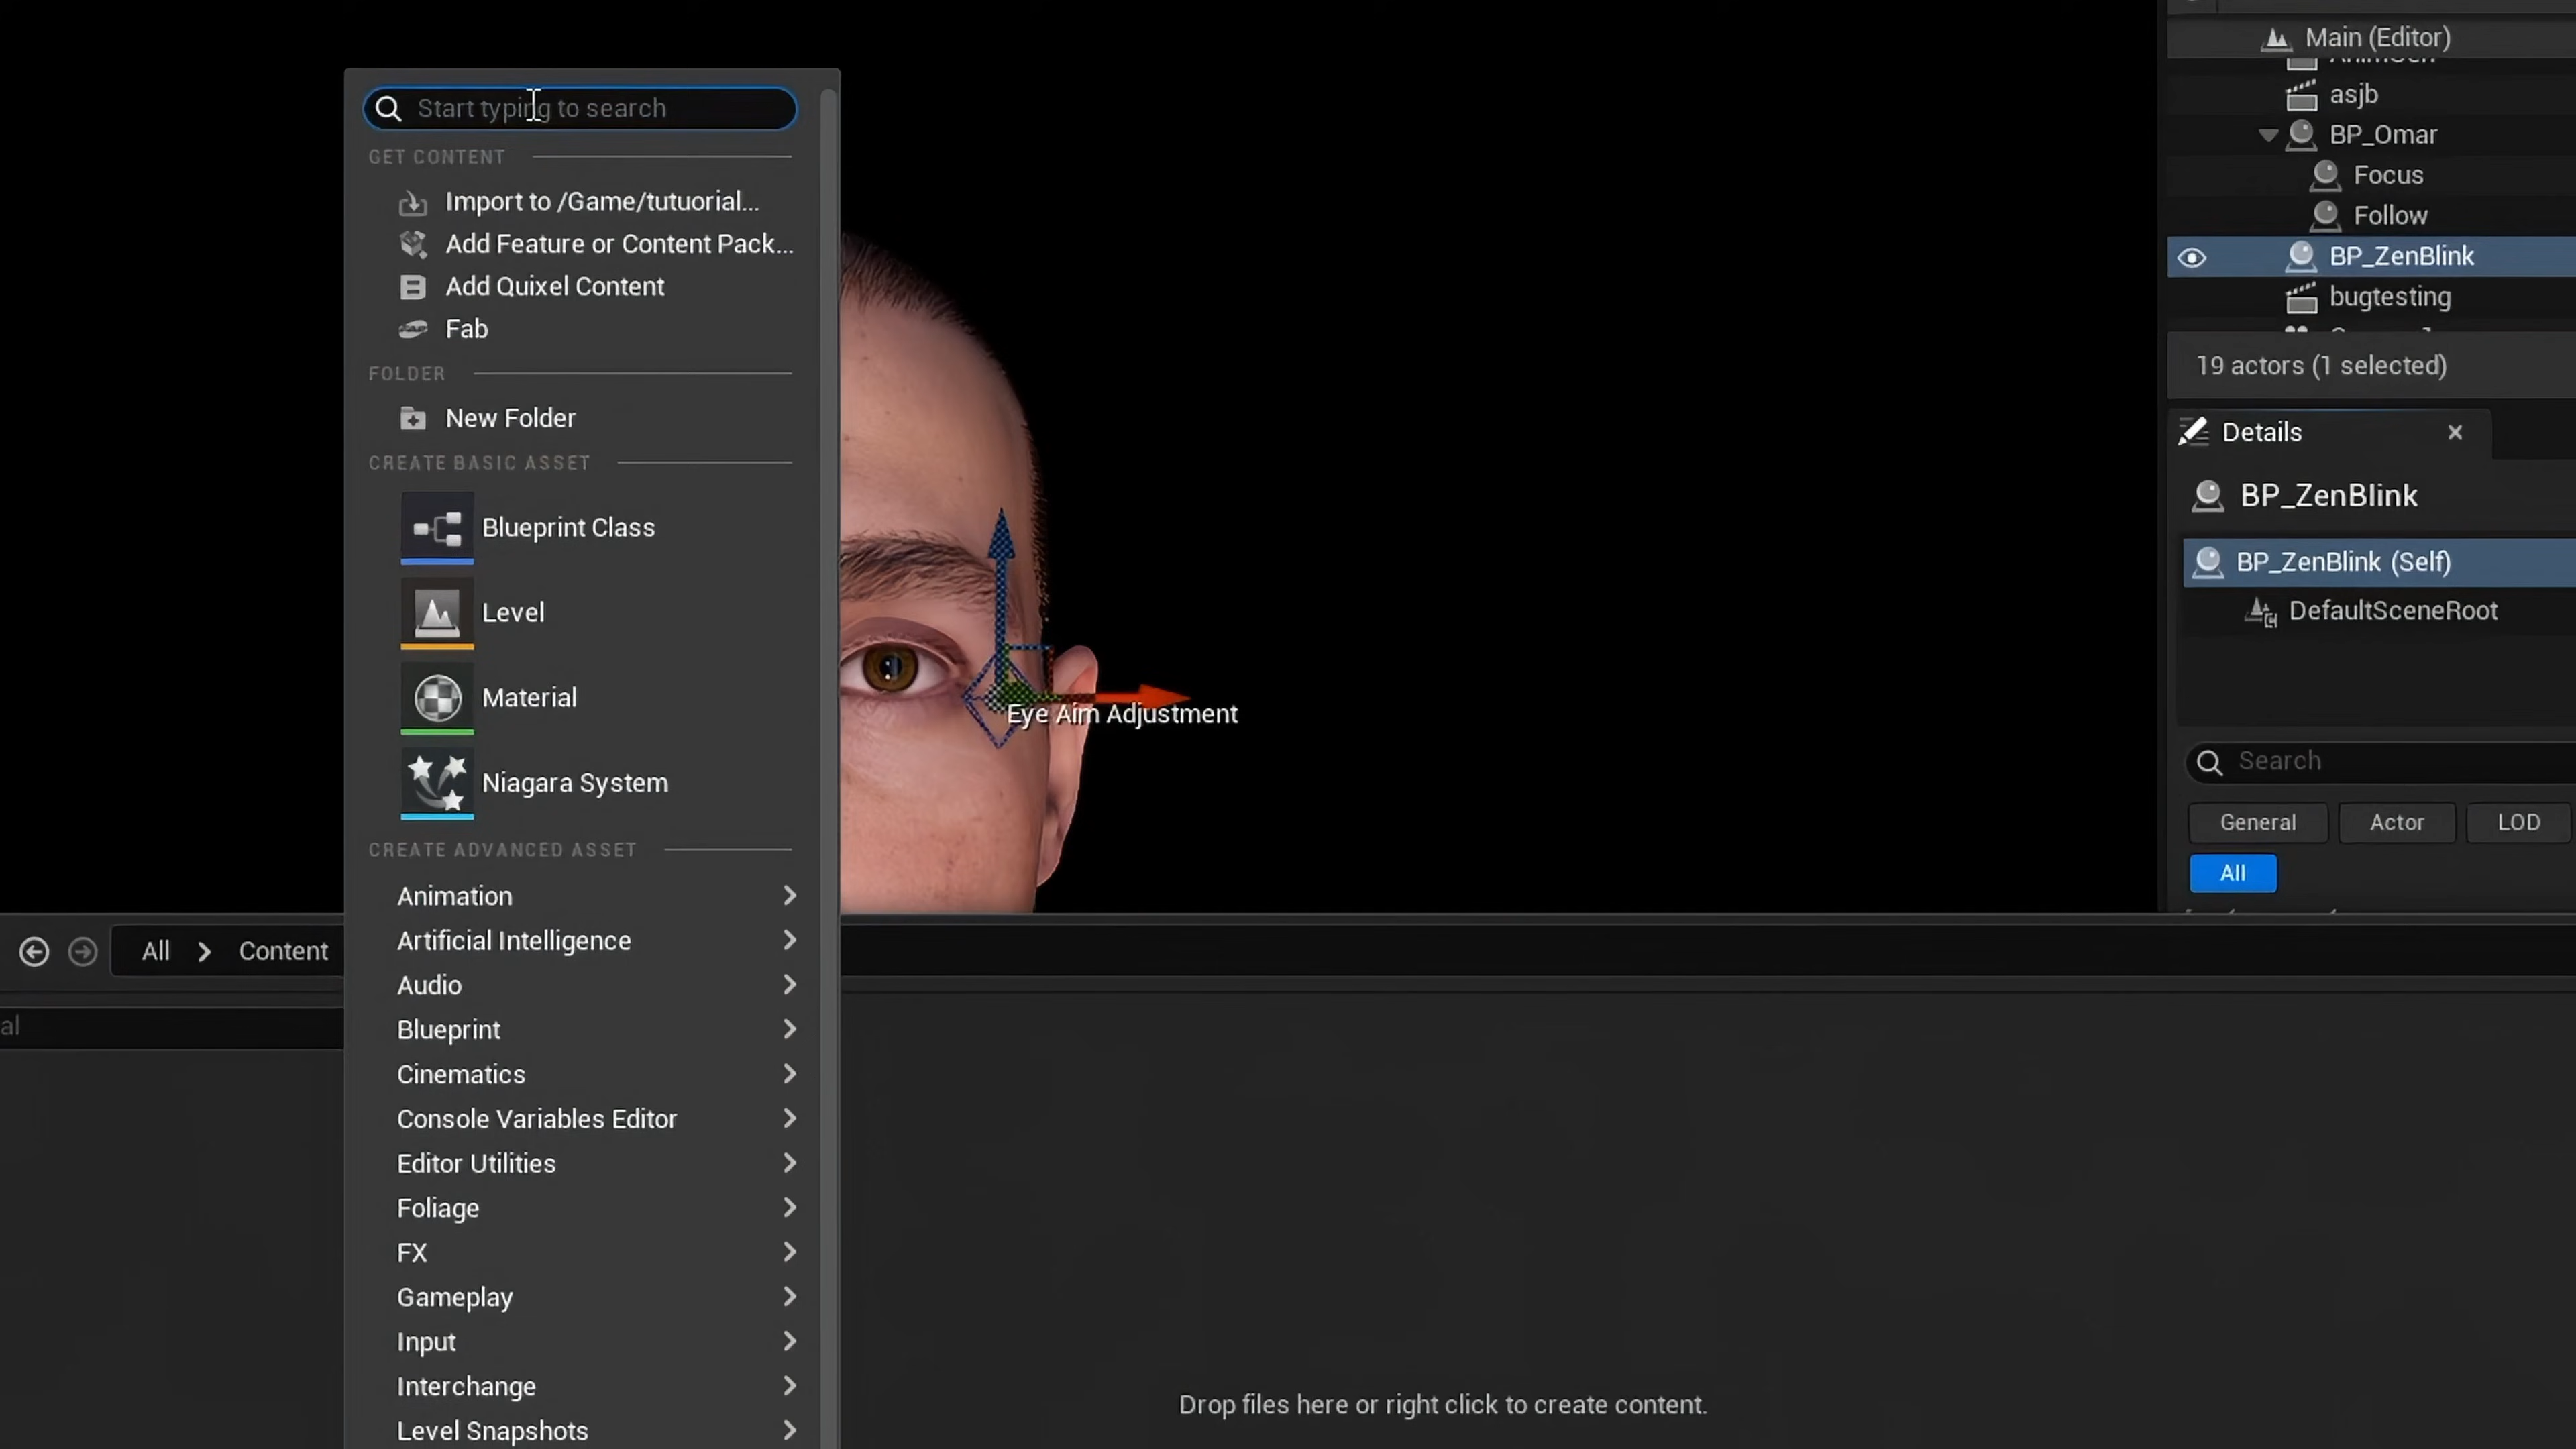 Start typing to search
GET CONTENT
Import to /Game/tutuorial...
Add Feature or Content Pack...
Add Quixel Content
Fab
FOLDER
New Folder
CREATE BASIC ASSET
Blueprint Class
Level
Material
Niagara System
CREATE ADVANCED ASSET
Animation
Artificial Intelligence
Audio
Blueprint
Cinematics
Console Variables Editor
Editor Utilities
Foliage
FX
Gameplay
Input
Interchange
Level Snapshots
All
Content
al
Eye Aim Adjustment
Drop files here or right click to create content.
Main (Editor)
asjb
BP_Omar
Focus
Follow
BP_ZenBlink
bugtesting
19 actors (1 selected)
Details
BP_ZenBlink
BP_ZenBlink (Self)
DefaultSceneRoot
Search
General Actor LOD
All